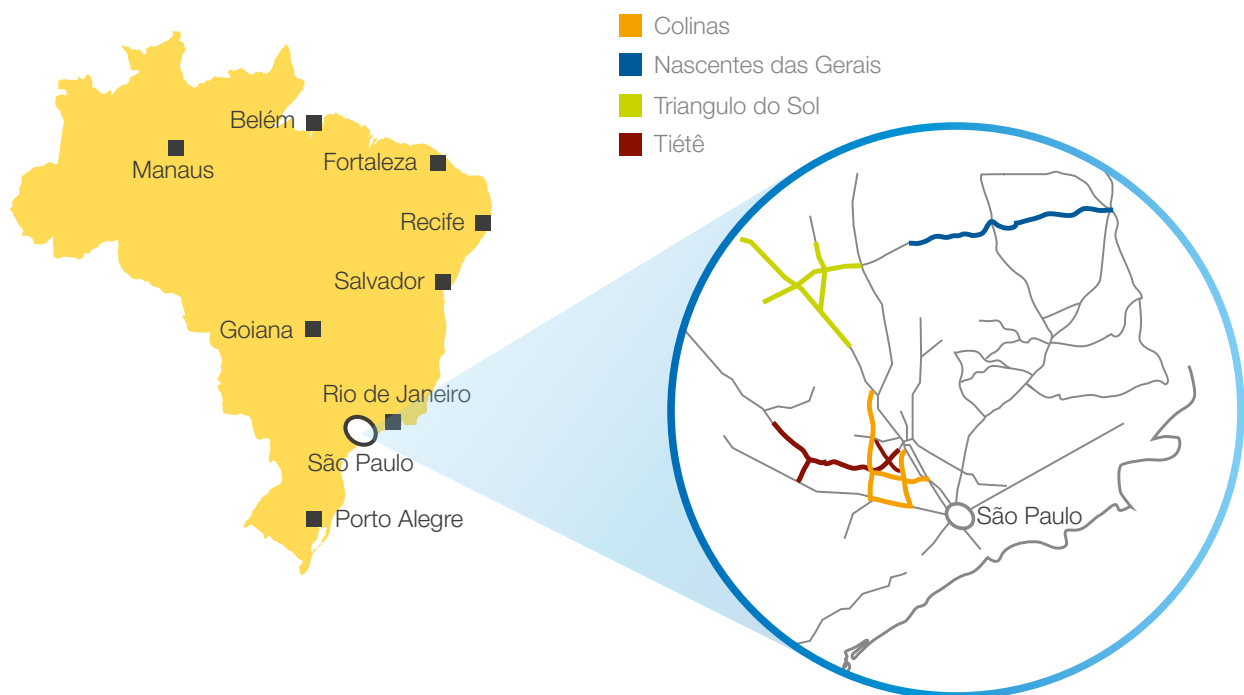 Colinas
Nascentes das Gerais
Triangulo do Sol
Tiétê
Belém
Manaus
Fortaleza
Recife
Salvador
Goiana
Rio de Janeiro
São Paulo
Porto Alegre
São Paulo